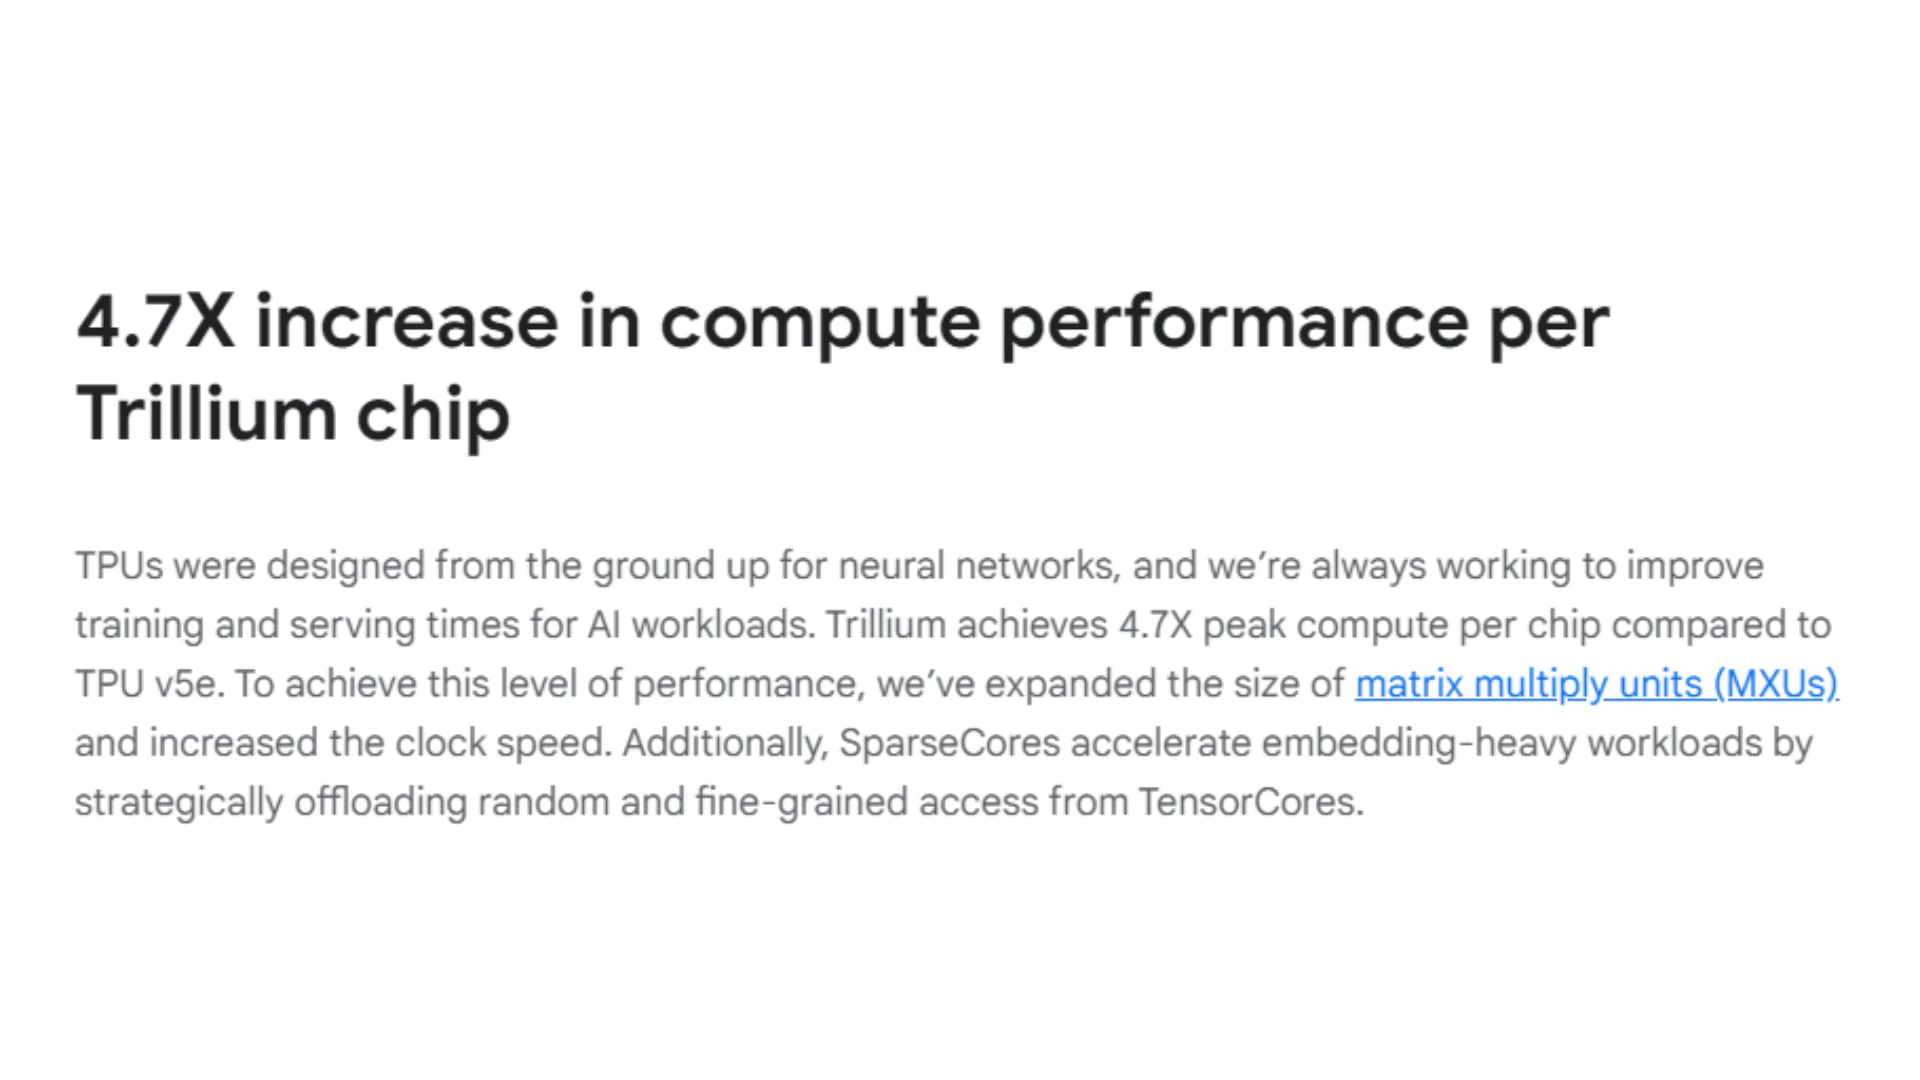 4.7X increase in compute performance per
Trillium chip
TPUs were designed from the ground up for neural networks, and we’re always working to improve
training and serving times for AI workloads. Trillium achieves 4.7X peak compute per chip compared to
TPU v5e. To achieve this level of performance, we’ve expanded the size of matrix multiply units (MXUs)
and increased the clock speed. Additionally, SparseCores accelerate embedding-heavy workloads by
strategically offloading random and fine-grained access from TensorCores.